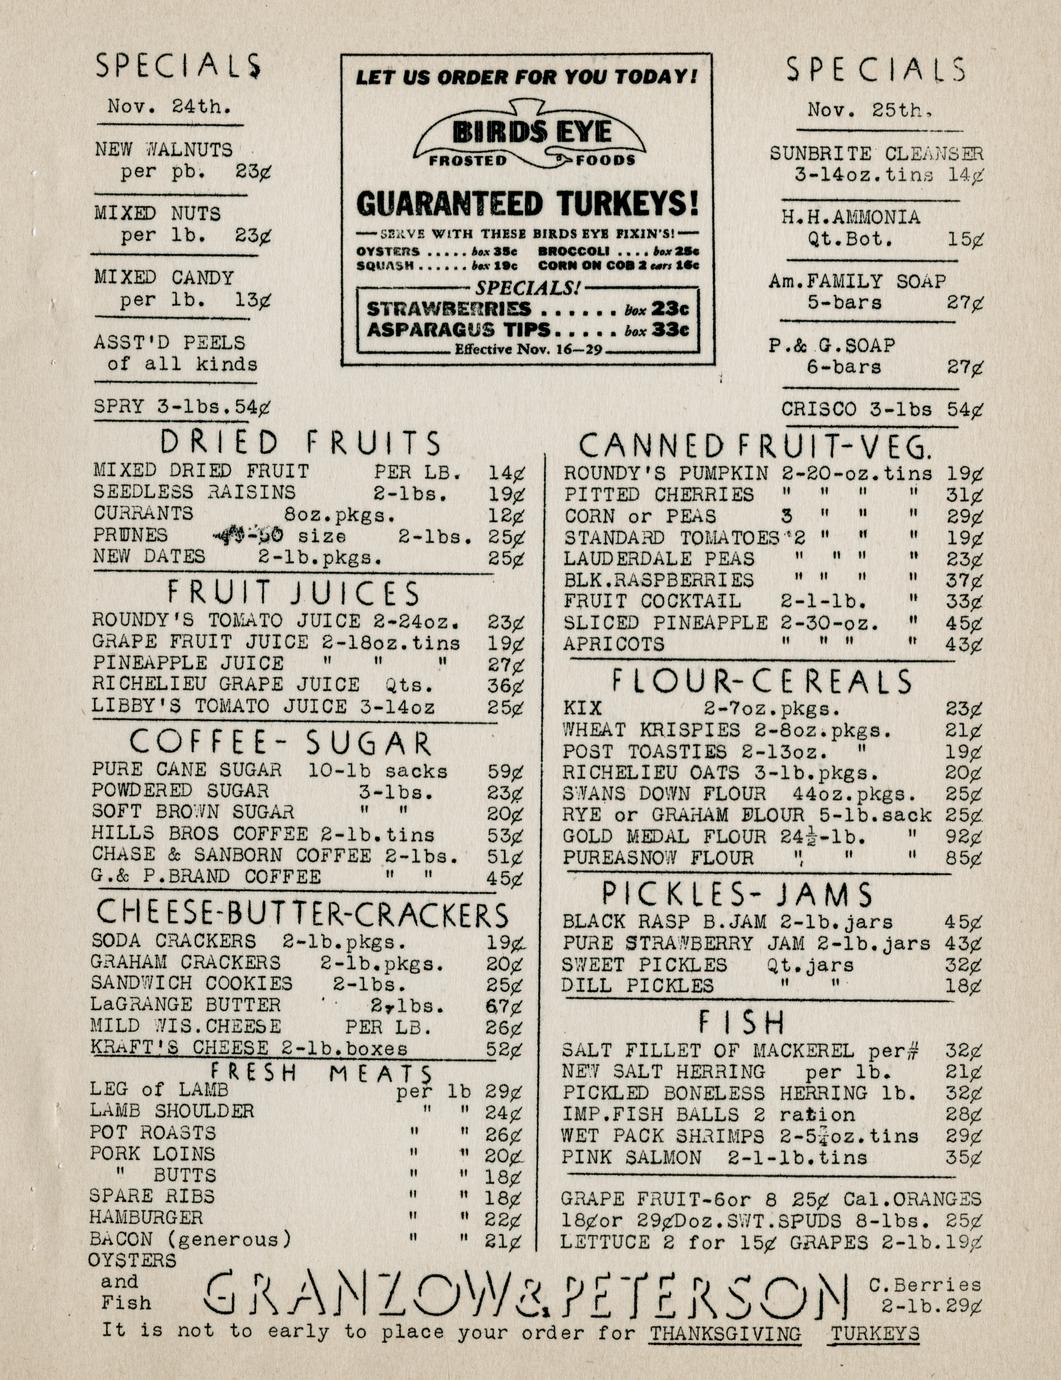 SPECIALS
Nov. 24th.
NEW WALNUTS
per pb. 23¢
MIXED NUTS
per lb. 23¢
MIXED CANDY
per lb. 13¢
ASST'D PEELS
of all kinds
SPRY 3-lbs.54¢
LET US ORDER FOR YOU TODAY!
BIRDS EYE
FROSTED FOODS
GUARANTEED TURKEYS!
SERVE WITH THESE BIRDS EYE FIXIN'S!
OYSTERS ..... box 35c BROCCOLI .... box 25c
SQUASH ...... box 19c CORN ON COB 2 ears 16c
SPECIALS!
STRAWBERRIES ...... box 23c
ASPARAGUS TIPS..... box 33c
Effective Nov. 16—29
SPECIALS
Nov. 25th.
SUNBRITE CLEANSER
3-14oz.tins 14¢
H.H.AMMONIA
Qt.Bot. 15¢
Am.FAMILY SOAP
5-bars 27¢
P.& G.SOAP
6-bars 27¢
CRISCO 3-lbs 54¢
DRIED FRUITS
MIXED DRIED FRUIT PER LB. 14¢
SEEDLESS RAISINS 2-lbs. 19¢
CURRANTS 8oz.pkgs. 12¢
PRUNES size 2-lbs. 25¢
NEW DATES 2-lb.pkgs. 25¢
FRUIT JUICES
ROUNDY'S TOMATO JUICE 2-24oz. 23¢
GRAPE FRUIT JUICE 2-18oz.tins 19¢
PINEAPPLE JUICE " " " 27¢
RICHELIEU GRAPE JUICE Qts. 36¢
LIBBY'S TOMATO JUICE 3-14oz 25¢
COFFEE- SUGAR
PURE CANE SUGAR 10-lb sacks 59¢
POWDERED SUGAR 3-lbs. 23¢
SOFT BROWN SUGAR " " 20¢
HILLS BROS COFFEE 2-lb.tins 53¢
CHASE & SANBORN COFFEE 2-lbs. 51¢
G.& P.BRAND COFFEE " " 45¢
CHEESE-BUTTER-CRACKERS
SODA CRACKERS 2-lb.pkgs. 19¢
GRAHAM CRACKERS 2-lb.pkgs. 20¢
SANDWICH COOKIES 2-lbs. 25¢
LaGRANGE BUTTER 2-lbs. 67¢
MILD WIS.CHEESE PER LB. 26¢
KRAFT'S CHEESE 2-lb.boxes 52¢
FRESH MEATS
LEG of LAMB per lb 29¢
LAMB SHOULDER " " 24¢
POT ROASTS " " 26¢
PORK LOINS " " 20¢
" BUTTS " " 18¢
SPARE RIBS " " 18¢
HAMBURGER " " 22¢
BACON (generous) " " 21¢
OYSTERS
and
Fish
CANNED FRUIT-VEG.
ROUNDY'S PUMPKIN 2-20-oz.tins 19¢
PITTED CHERRIES " " " " 31¢
CORN or PEAS 3 " " " 29¢
STANDARD TOMATOES 2 " " " 19¢
LAUDERDALE PEAS " " " " 23¢
BLK.RASPBERRIES " " " " 37¢
FRUIT COCKTAIL 2-1-lb. " 33¢
SLICED PINEAPPLE 2-30-oz. " 45¢
APRICOTS " " " " 43¢
FLOUR-CEREALS
KIX 2-7oz.pkgs. 23¢
WHEAT KRISPIES 2-8oz.pkgs. 21¢
POST TOASTIES 2-13oz. " 19¢
RICHELIEU OATS 3-lb.pkgs. 20¢
SWANS DOWN FLOUR 44oz.pkgs. 25¢
RYE or GRAHAM FLOUR 5-lb.sack 25¢
GOLD MEDAL FLOUR 24½-lb. " 92¢
PUREASNOW FLOUR " " " 85¢
PICKLES- JAMS
BLACK RASP B.JAM 2-lb.jars 45¢
PURE STRAWBERRY JAM 2-lb.jars 43¢
SWEET PICKLES Qt.jars 32¢
DILL PICKLES " " 18¢
FISH
SALT FILLET OF MACKEREL per# 32¢
NEW SALT HERRING per lb. 21¢
PICKLED BONELESS HERRING lb. 32¢
IMP.FISH BALLS 2 ration 28¢
WET PACK SHRIMPS 2-5¾oz.tins 29¢
PINK SALMON 2-1-lb.tins 35¢
GRAPE FRUIT-6or 8 25¢ Cal.ORANGES
18¢or 29¢Doz.SWT.SPUDS 8-lbs. 25¢
LETTUCE 2 for 15¢ GRAPES 2-lb.19¢
GRANZOW & PETERSON
C.Berries
2-lb.29¢
It is not to early to place your order for THANKSGIVING TURKEYS